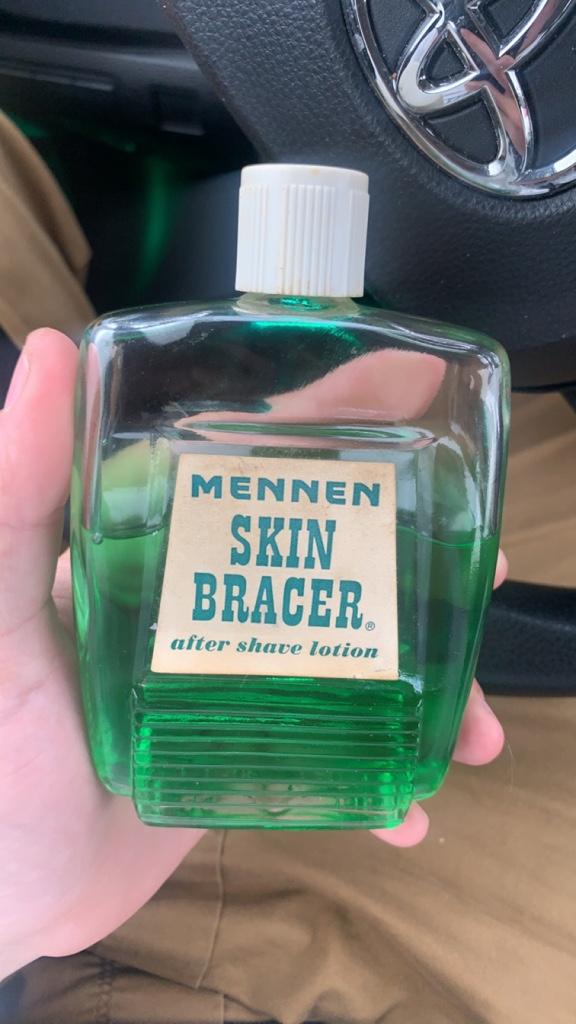 MENNEN
SKIN
BRACER®
after shave lotion